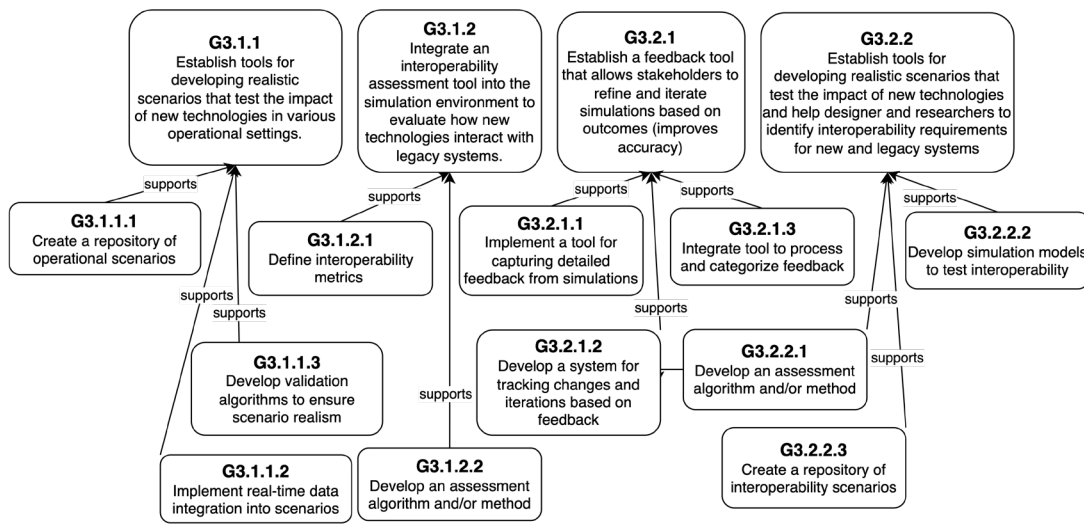 G3.1.1
Establish tools for
developing realistic
scenarios that test the impact
of new technologies in various
operational settings.
G3.1.2
Integrate an
interoperability
assessment tool into the
simulation environment to
evaluate how new
technologies interact with
legacy systems.
G3.2.1
Establish a feedback tool
that allows stakeholders to
refine and iterate
simulations based on
outcomes (improves
accuracy)
G3.2.2
Establish tools for
developing realistic scenarios that
test the impact of new technologies
and help designer and researchers to
identify interoperability requirements
for new and legacy systems
supports
supports
supports
supports
supports
G3.1.1.1
Create a repository of
operational scenarios
G3.1.2.1
Define interoperability
metrics
G3.2.1.1
Implement a tool for
capturing detailed
feedback from simulations
G3.2.1.3
Integrate tool to process
and categorize feedback
G3.2.2.2
Develop simulation models
to test interoperability
supports
supports
supports
supports
G3.1.1.3
Develop validation
algorithms to ensure
scenario realism
supports
G3.2.1.2
Develop a system for
tracking changes and
iterations based on
feedback
G3.2.2.1
Develop an assessment
algorithm and/or method
supports
G3.1.1.2
Implement real-time data
integration into scenarios
G3.1.2.2
Develop an assessment
algorithm and/or method
G3.2.2.3
Create a repository of
interoperability scenarios